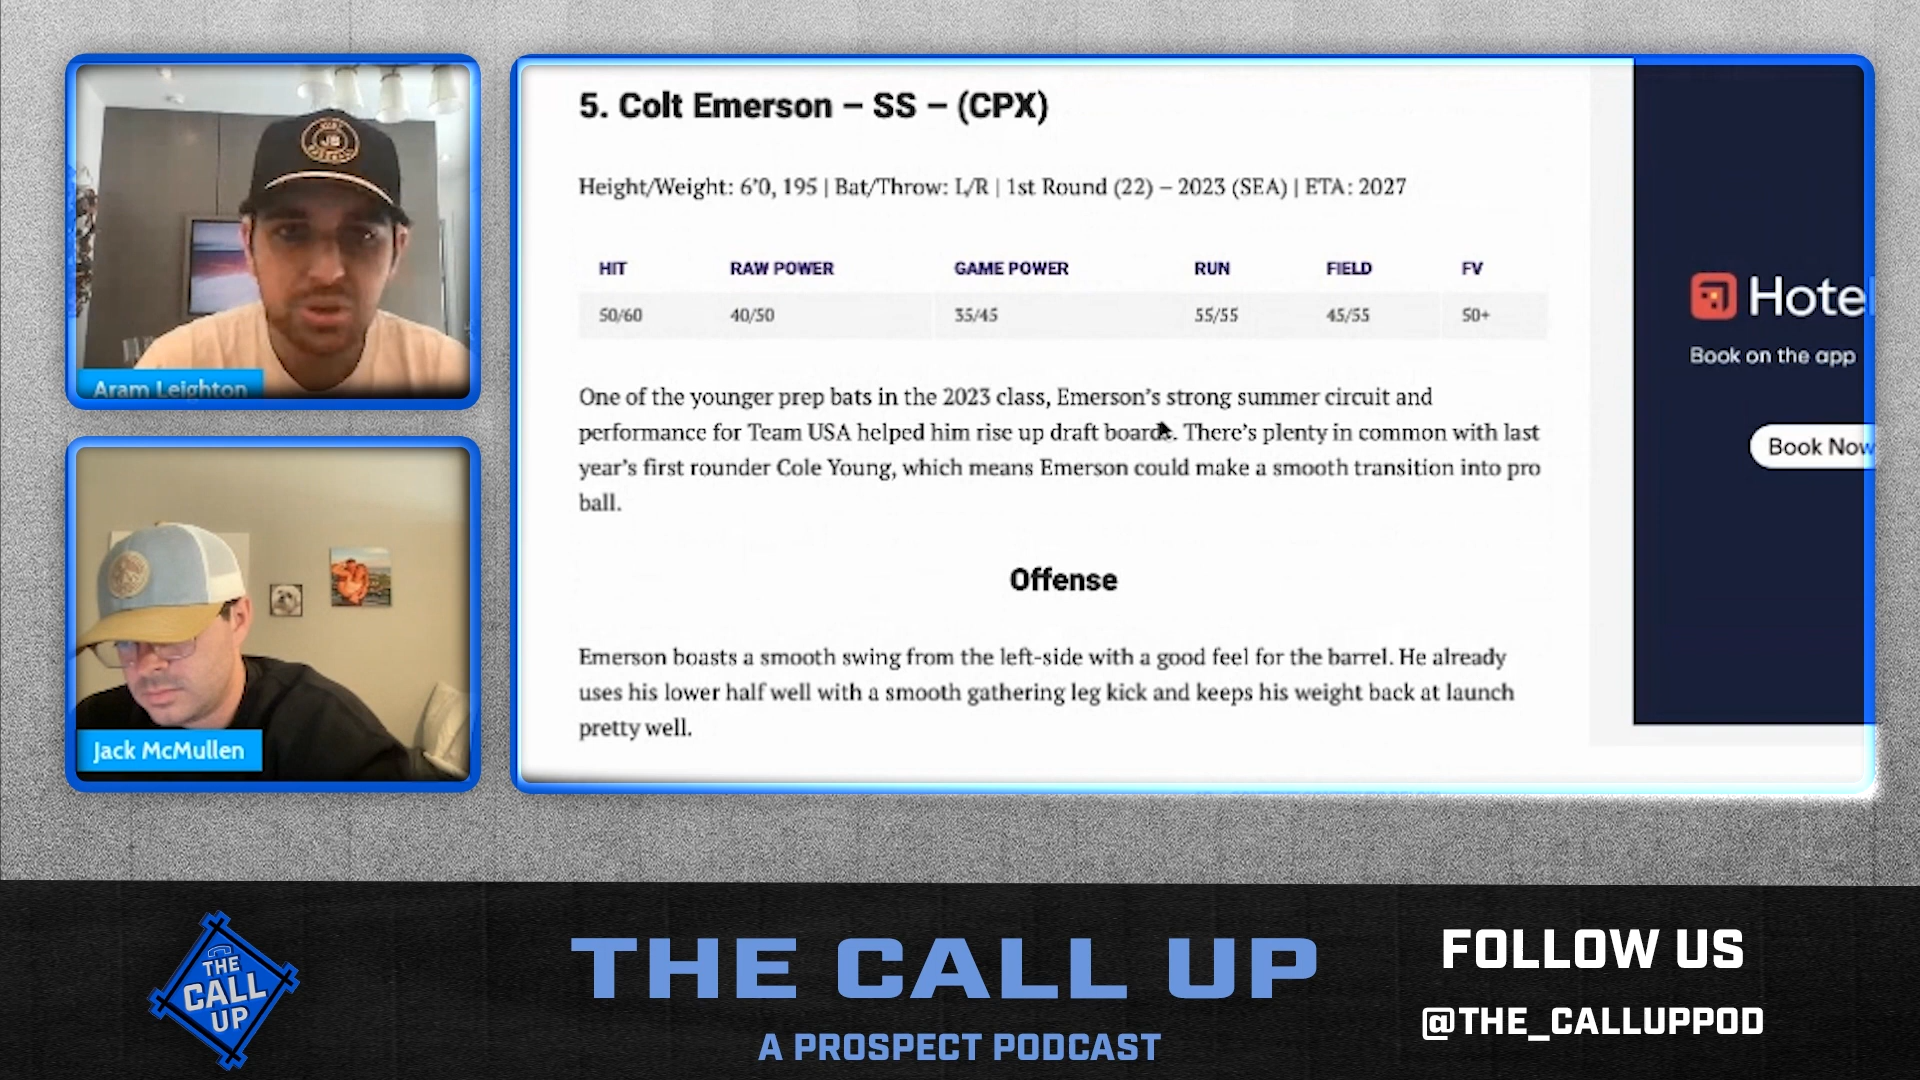 5. Colt Emerson – SS – (CPX)
Height/Weight: 6'0, 195 | Bat/Throw: L/R | 1st Round (22) – 2023 (SEA) | ETA: 2027
HIT RAW POWER GAME POWER RUN FIELD FV
50/60 40/50 35/45 55/55 45/55 50+
One of the younger prep bats in the 2023 class, Emerson's strong summer circuit and
performance for Team USA helped him rise up draft boards. There's plenty in common with last
year's first rounder Cole Young, which means Emerson could make a smooth transition into pro
ball.
Offense
Emerson boasts a smooth swing from the left-side with a good feel for the barrel. He already
uses his lower half well with a smooth gathering leg kick and keeps his weight back at launch
pretty well.
Hote
Book on the app
Book Now
JB
Aram Leighton
Jack McMullen
THE
CALL
UP
THE CALL UP
A PROSPECT PODCAST
FOLLOW US
@THE_CALLUPPOD